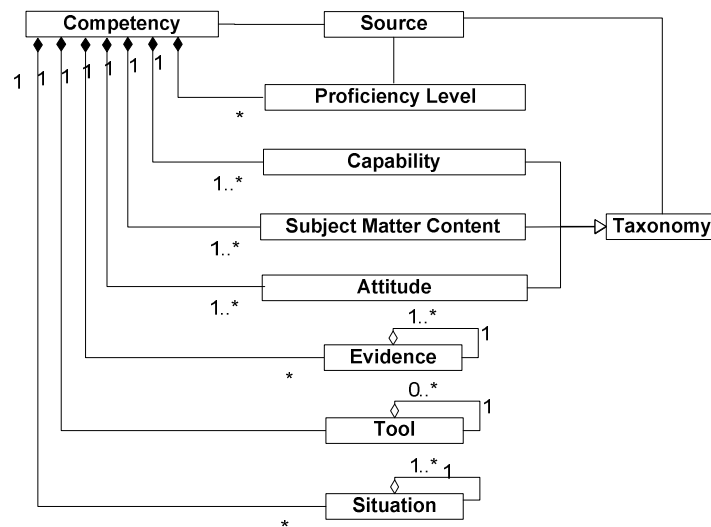 Competency Source
1 1 1 1 1 1 1
Proficiency Level
*
Capability
1..*
Subject Matter Content Taxonomy
1..*
Attitude
1..*
1..*
1
Evidence
*
0..*
1
Tool
1..* 1
Situation
*